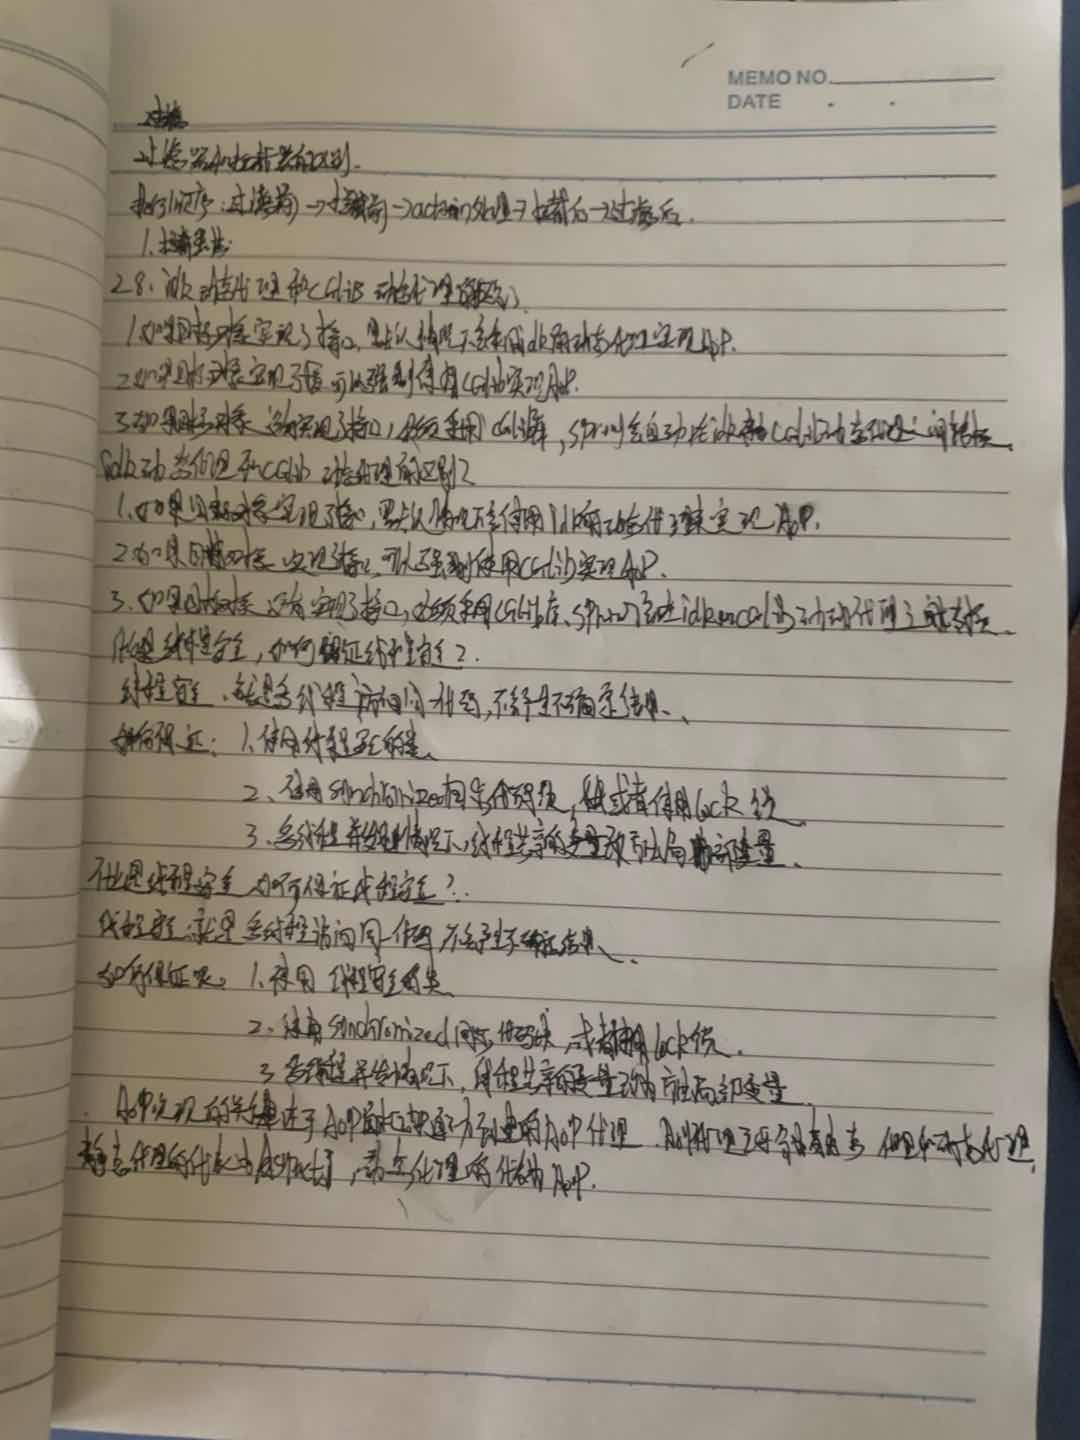 MEMO NO.
DATE
过滤
过滤器和拦截器的区别.
执行顺序:过滤前→拦截前→action处理→拦截后→过滤后.
1.拦截器
28. jdk动态代理和CGLIB动态代理的区别
1.如果目标对象实现了接口,默认情况下会采用jdk的动态代理实现AOP.
2.如果目标对象实现了接口 可以强制使用CGlib实现AOP.
3.如果目标对象没有实现了接口,必须采用CGlib库,spring会自动在jdk和CGlib动态代理之间转换.
jdk动态代理和CGlib动态代理的区别?
1.如果目标对象实现了接口,默认情况下会使用jdk的动态代理来实现AOP.
2.如果目标对象实现了接口,可以强制使用CGlib实现AOP.
3.如果目标对象没有实现了接口,必须采用CGlib库、spring会在jdk和CGlib动态代理之间转换.
什么是线程安全,如何保证线程安全?
线程安全:就是多线程访问同一代码,不会产生不确定结果、
如何保证:1.使用线程安全的类
2、使用synchronized同步代码块,或者使用lock锁
3.多线程并发情况下,线程共享的变量改为方法局部变量、
什么是线程安全 如何保证线程安全?
线程安全:就是多线程访问同一代码 不会产生不确定结果、
如何保证呢:1.使用线程安全的类
2.使用synchronized同步代码块,或者用lock锁.
3.多线程并发情况下,线程共享的变量改为方法局部变量
AOP实现的关键在于AOP框架自动创建的AOP代理 AOP代理主要分为静态代理和动态代理,
静态代理的代表为AspectJ,动态代理的代表为AOP.